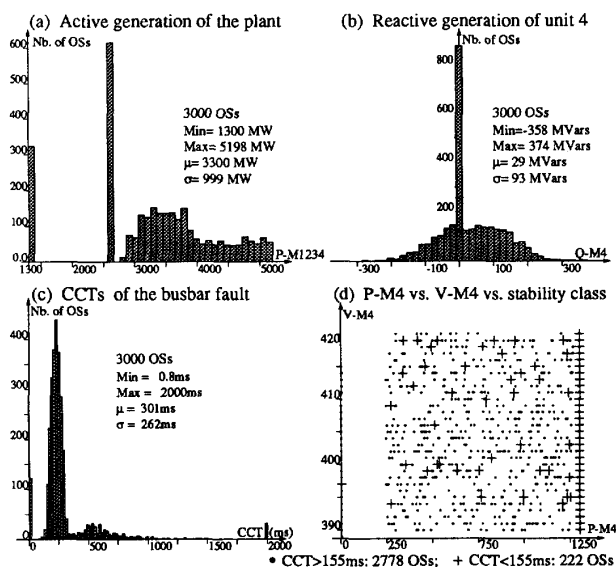 (a) Active generation of the plant
Nb. of OSs
600
500
400
300
200
100
0.0
3000 OSs
Min= 1300 MW
Max= 5198 MW
μ= 3300 MW
σ= 999 MW
P-M1234
1300 2000 3000 4000 5000
(b) Reactive generation of unit 4
Nb. of OSs
800
600
400
200
3000 OSs
Min=-358 MVars
Max= 374 MVars
μ= 29 MVars
σ= 93 MVars
Q-M4
-300 -100 100 300
(c) CCTs of the busbar fault
Nb. of OSs
400
300
200
100
0
3000 OSs
Min = 0.8ms
Max = 2000ms
μ = 301ms
σ = 262ms
CCT (ms)
0 500 1000 1500 2000
(d) P-M4 vs. V-M4 vs. stability class
V-M4
420
410
400
390
P-M4
0 250 750 1250
• CCT>155ms: 2778 OSs; + CCT<155ms: 222 OSs